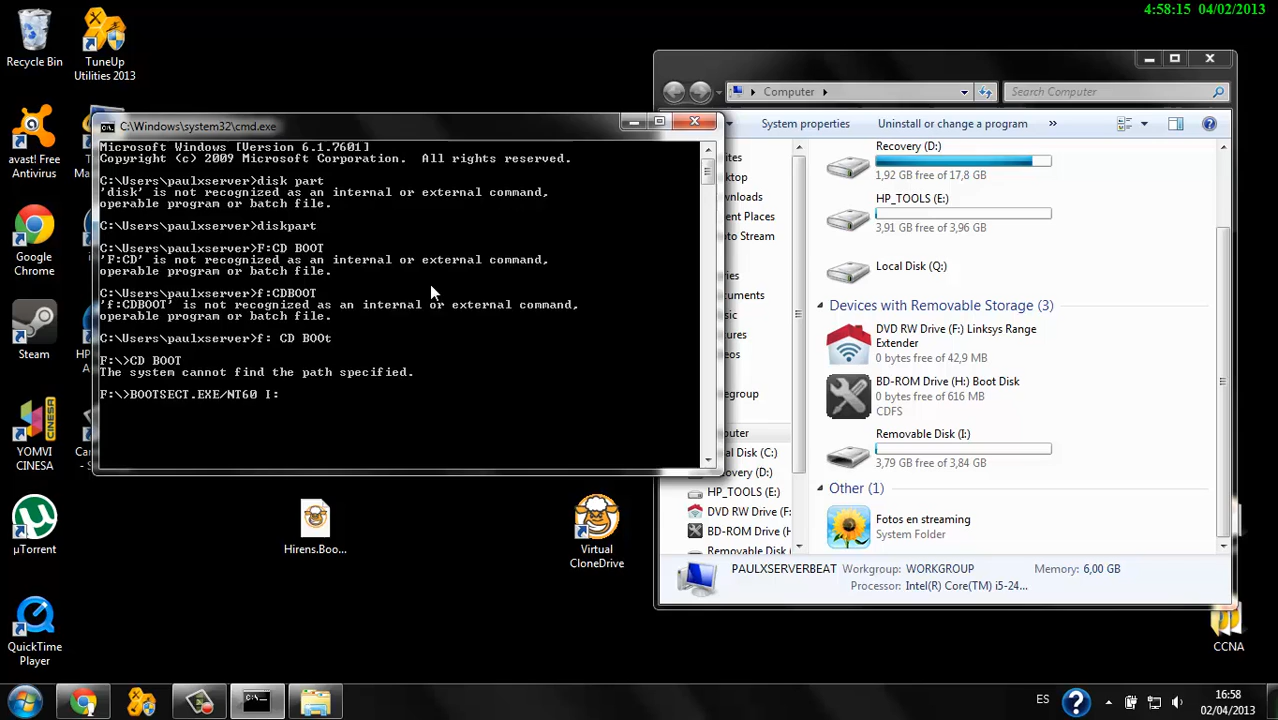 4:58:15 04/02/2013
Recycle Bin
TuneUp
Utilities 2013
avast! Free
Antivirus
Google
Chrome
Steam
YOMVI
CINESA
µTorrent
QuickTime
Player
Hirens.Boo...
Virtual
CloneDrive
CCNA
C:\Windows\system32\cmd.exe
Microsoft Windows [Version 6.1.7601]
Copyright (c) 2009 Microsoft Corporation.  All rights reserved.
C:\Users\paulxserver>disk part
'disk' is not recognized as an internal or external command,
operable program or batch file.
C:\Users\paulxserver>diskpart
C:\Users\paulxserver>F:CD BOOT
'F:CD' is not recognized as an internal or external command,
operable program or batch file.
C:\Users\paulxserver>f:CDBOOT
'f:CDBOOT' is not recognized as an internal or external command,
operable program or batch file.
C:\Users\paulxserver>f: CD BOOt
F:\>CD BOOT
The system cannot find the path specified.
F:\>BOOTSECT.EXE/NT60 I:
Computer
Search Computer
System properties
Uninstall or change a program
»
Recovery (D:)
1,92 GB free of 17,8 GB
HP_TOOLS (E:)
3,91 GB free of 3,96 GB
Local Disk (Q:)
Devices with Removable Storage (3)
DVD RW Drive (F:) Linksys Range
Extender
0 bytes free of 42,9 MB
BD-ROM Drive (H:) Boot Disk
0 bytes free of 616 MB
CDFS
Removable Disk (I:)
3,79 GB free of 3,84 GB
Other (1)
Fotos en streaming
System Folder
HP_TOOLS (E:)
DVD RW Drive (F:
BD-ROM Drive (H
Removable Disk
PAULXSERVERBEAT
Workgroup: WORKGROUP
Memory: 6,00 GB
Processor: Intel(R) Core(TM) i5-24...
ES
16:58
02/04/2013